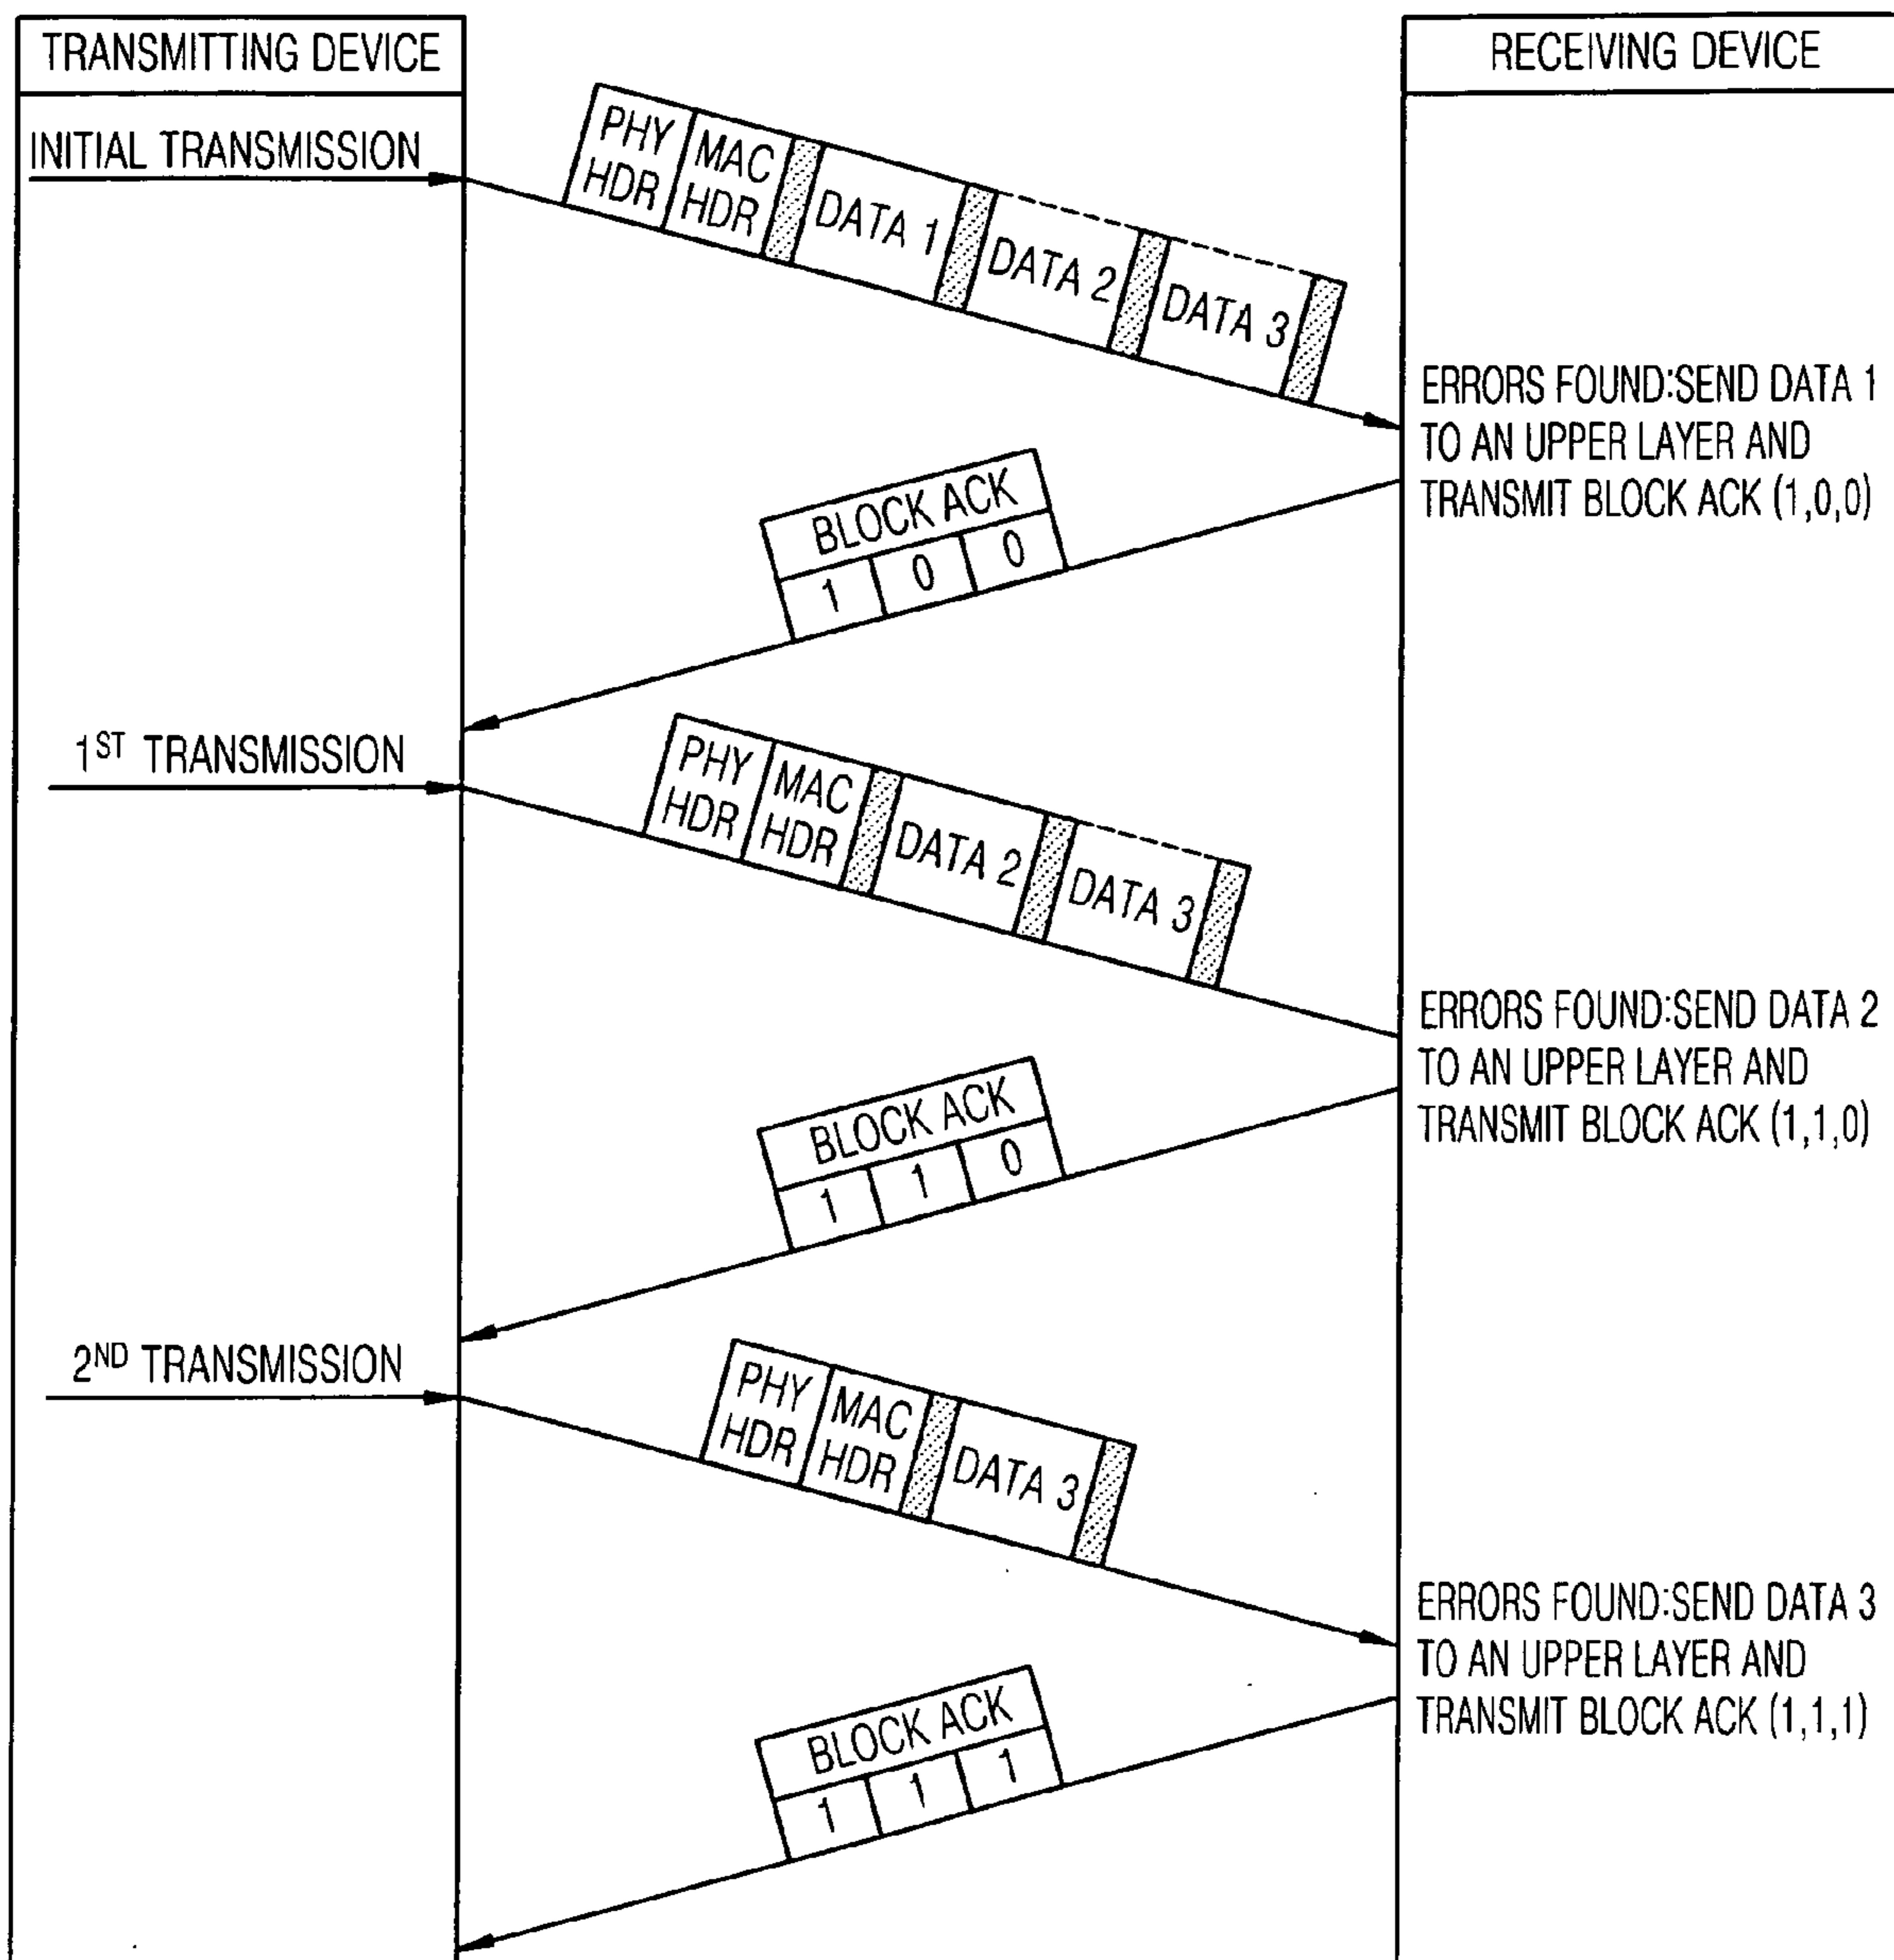 TRANSMITTING DEVICE
RECEIVING DEVICE
INITIAL TRANSMISSION
PHY HDR
MAC HDR
DATA 1
DATA 2
DATA 3
ERRORS FOUND:SEND DATA 1
TO AN UPPER LAYER AND
TRANSMIT BLOCK ACK (1,0,0)
BLOCK ACK
1 0 0
1ST TRANSMISSION
PHY HDR
MAC HDR
DATA 2
DATA 3
ERRORS FOUND:SEND DATA 2
TO AN UPPER LAYER AND
TRANSMIT BLOCK ACK (1,1,0)
BLOCK ACK
1 1 0
2ND TRANSMISSION
PHY HDR
MAC HDR
DATA 3
ERRORS FOUND:SEND DATA 3
TO AN UPPER LAYER AND
TRANSMIT BLOCK ACK (1,1,1)
BLOCK ACK
1 1 1